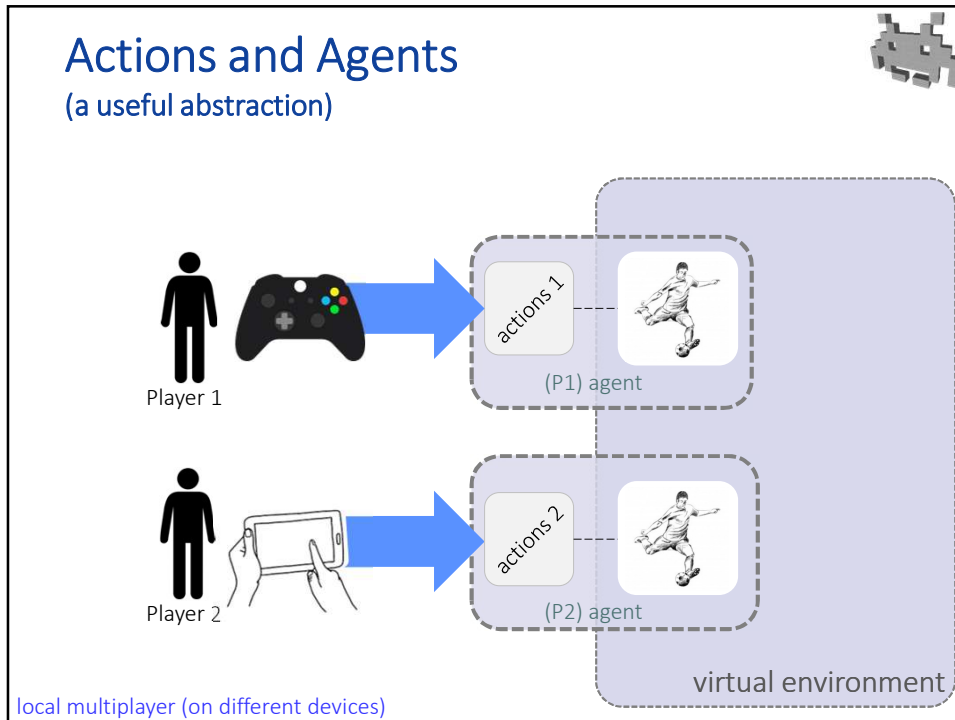 Actions and Agents
(a useful abstraction)
actions 1
(P1) agent
Player 1
actions 2
(P2) agent
Player 2
virtual environment
local multiplayer (on different devices)